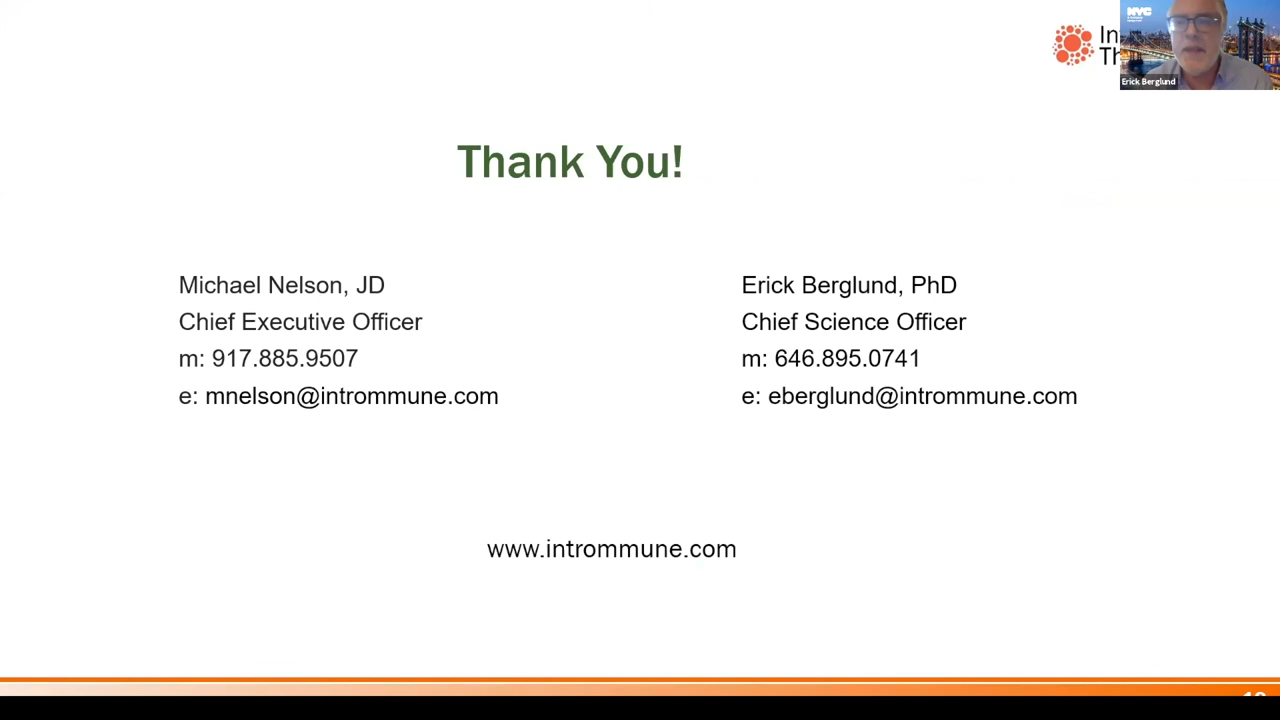 NYC
Erick Berglund
Thank You!
Michael Nelson, JD
Chief Executive Officer
m: 917.885.9507
e: mnelson@intrommune.com
Erick Berglund, PhD
Chief Science Officer
m: 646.895.0741
e: eberglund@intrommune.com
www.intrommune.com